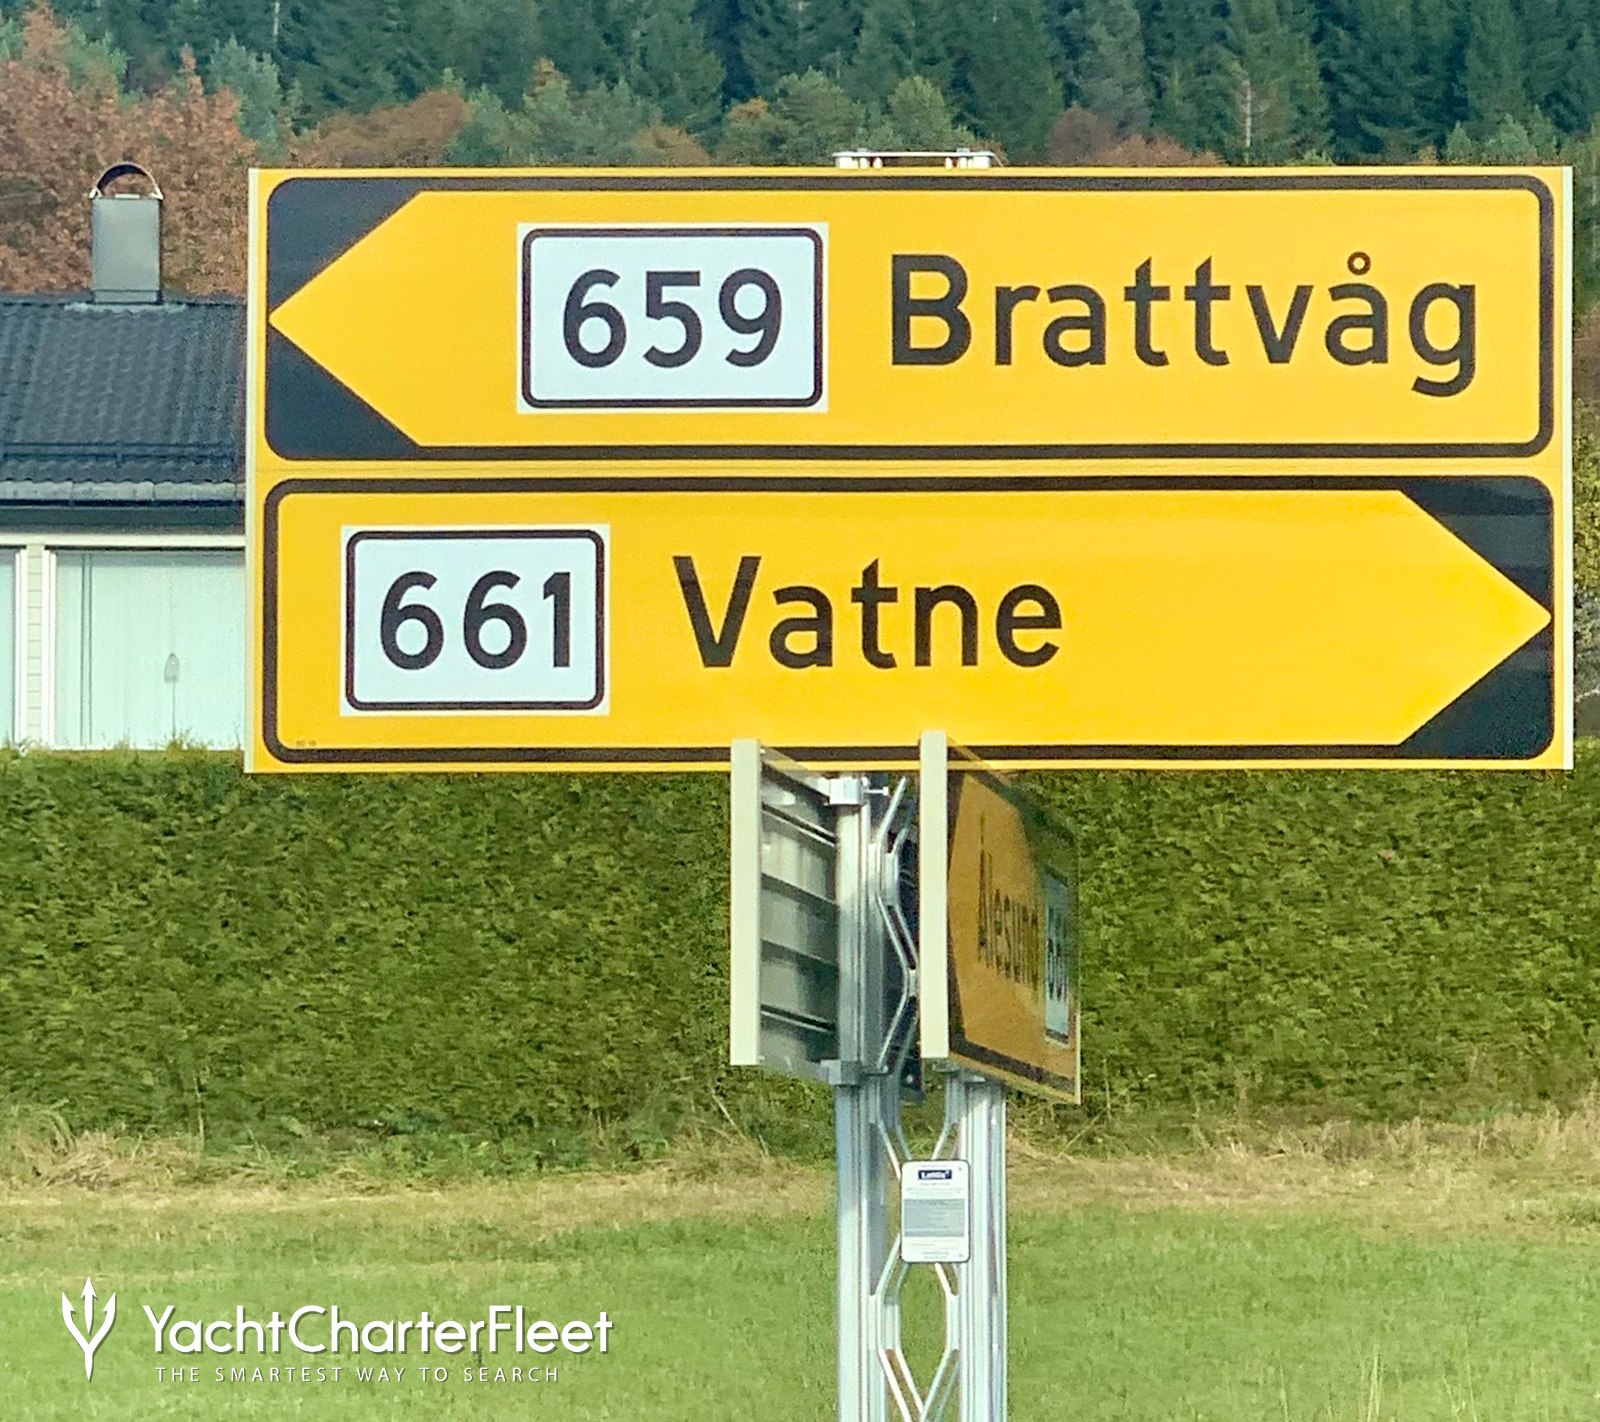 659 Brattvåg
661 Vatne
Ålesund
YachtCharterFleet
THE SMARTEST WAY TO SEARCH